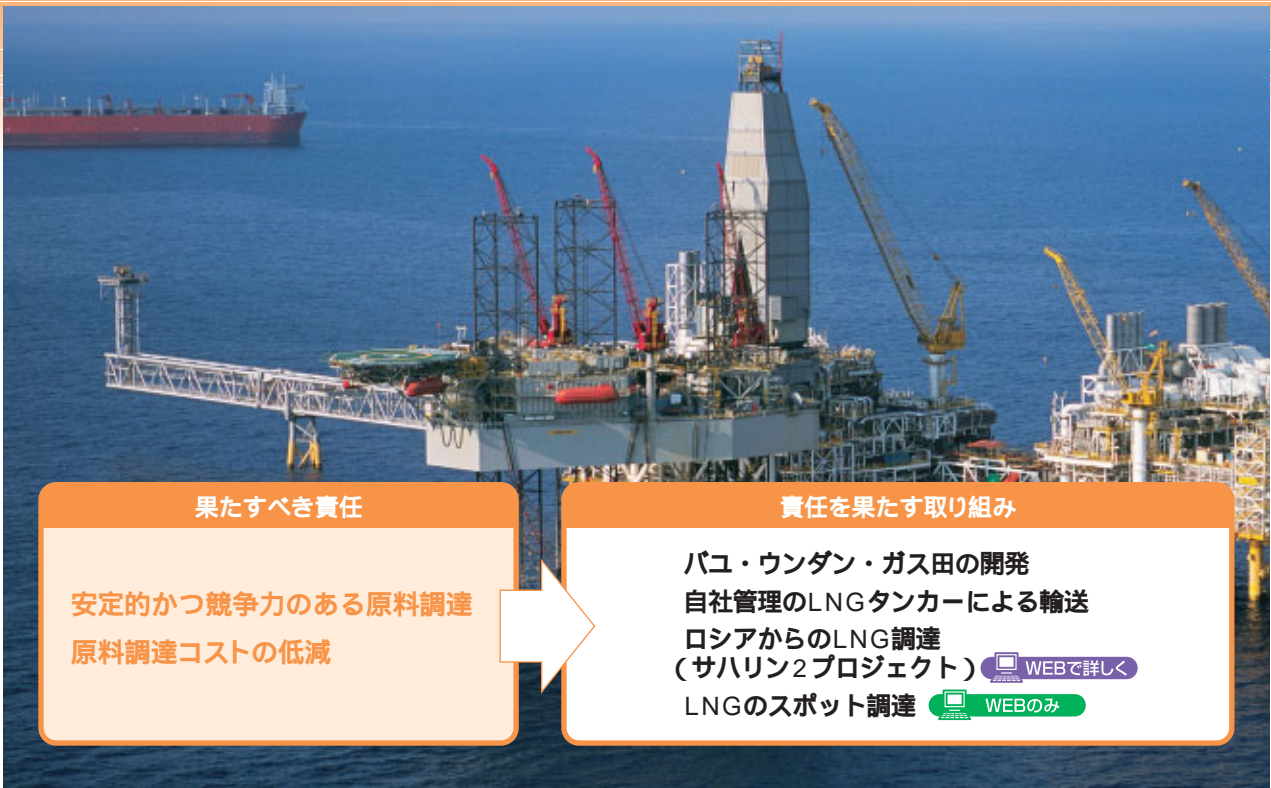 果たすべき責任
安定的かつ競争力のある原料調達
原料調達コストの低減
責任を果たす取り組み
バユ・ウンダン・ガス田の開発
自社管理のLNGタンカーによる輸送
ロシアからのLNG調達
(サハリン2プロジェクト) WEBで詳しく
LNGのスポット調達 WEBのみ